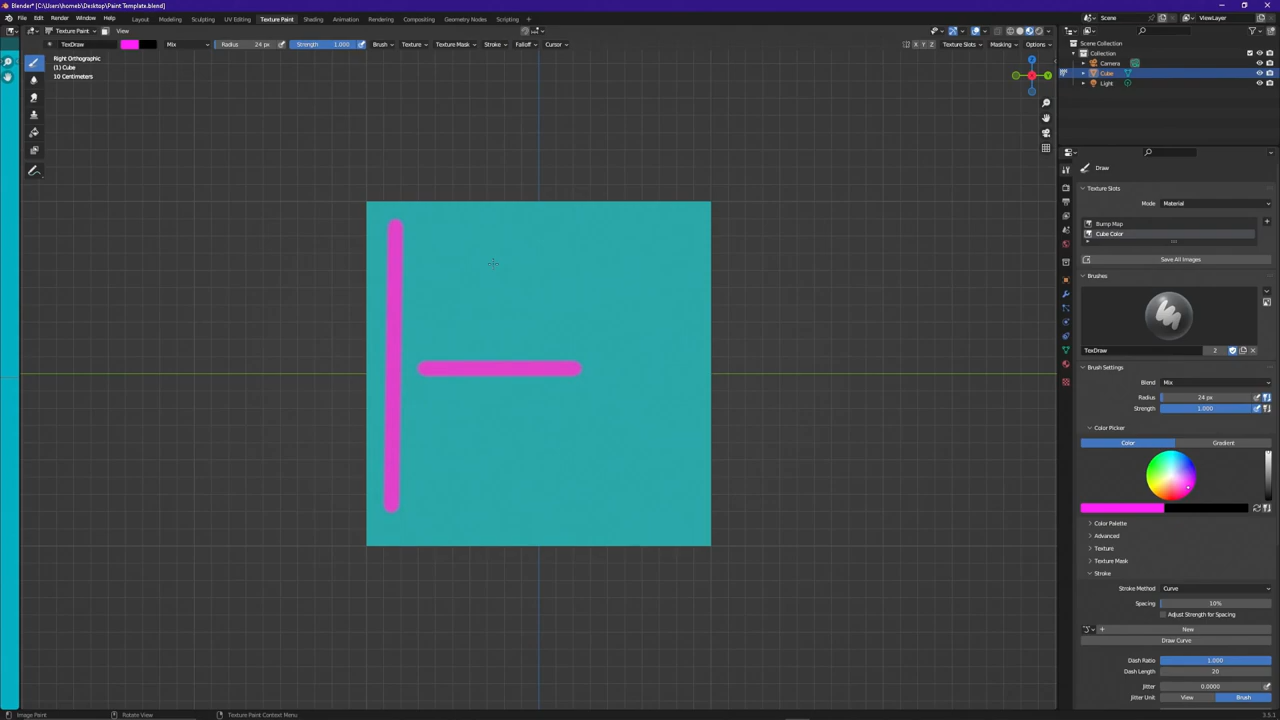 Blender* [C:\Users\homeb\Desktop\Paint Template.blend]
File Edit Render Window Help Layout Modeling Sculpting UV Editing Texture Paint Shading Animation Rendering Compositing Geometry Nodes Scripting Scene ViewLayer
Texture Paint View
TexDraw Mix Radius 24 px Strength 1.000 Brush Texture Texture Mask Stroke Falloff Cursor X Y Z Texture Slots Masking Options
Right Orthographic
(1) Cube
10 Centimeters
Z
X
Y
Scene Collection
Collection
Camera
Cube
Light
Draw
Texture Slots
Mode Material
Bump Map
Cube Color
Save All Images
Brushes
TexDraw 2
Brush Settings
Blend Mix
Radius 24 px
Strength 1.000
Color Picker
Color Gradient
Color Palette
Advanced
Texture
Texture Mask
Stroke
Stroke Method Curve
Spacing 10%
Adjust Strength for Spacing
New
Draw Curve
Dash Ratio 1.000
Dash Length 20
Jitter 0.0000
Jitter Unit View Brush
Image Paint Rotate View Texture Paint Context Menu 3.5.1